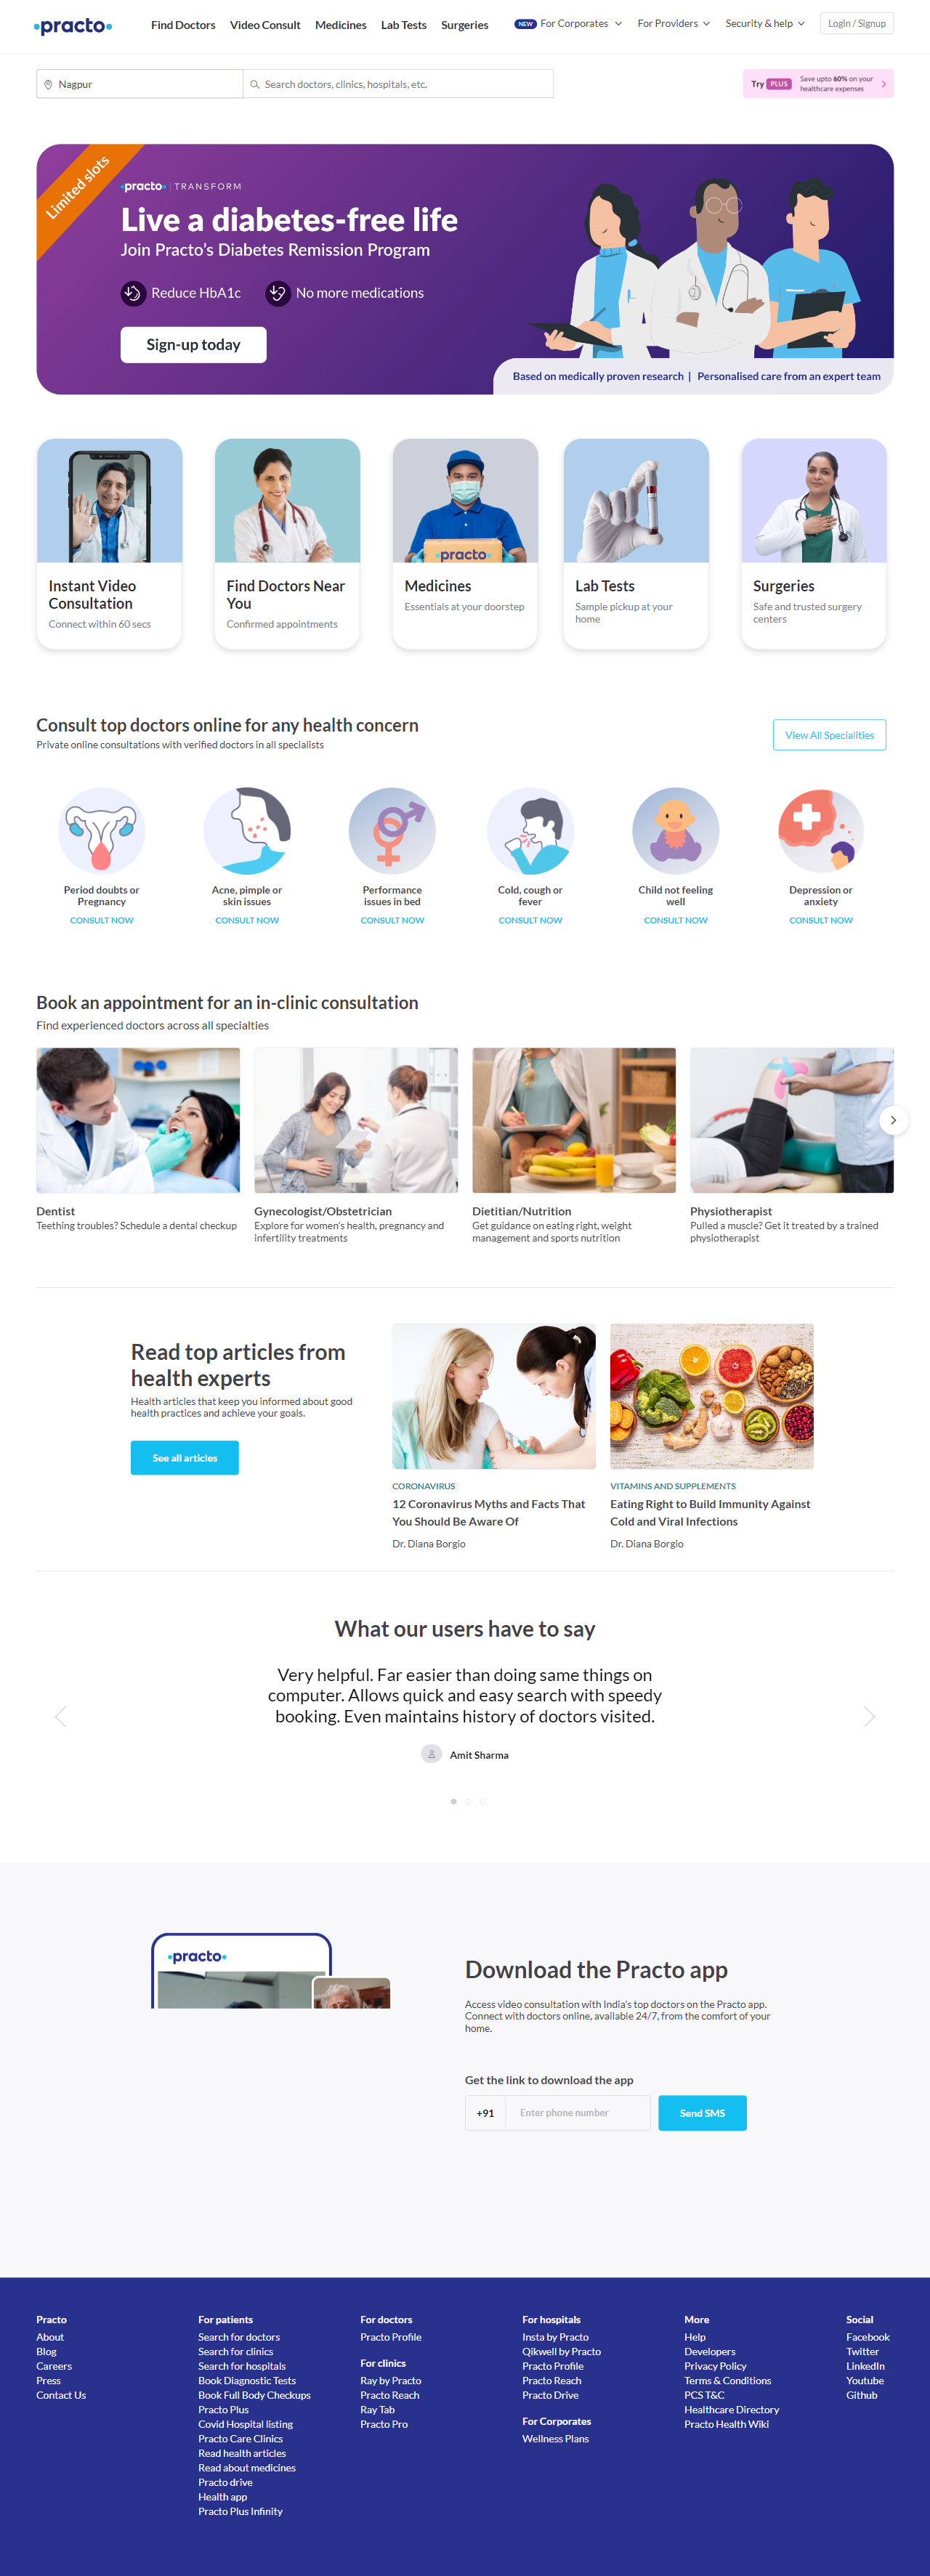 practo
Find Doctors
Video Consult
Medicines
Lab Tests
Surgeries
NEW For Corporates
For Providers
Security & help
Login / Signup
Nagpur
Search doctors, clinics, hospitals, etc.
Try PLUS
Save upto 60% on your
healthcare expenses
Limited slots
practo | TRANSFORM
Live a diabetes-free life
Join Practo's Diabetes Remission Program
Reduce HbA1c
No more medications
Sign-up today
Based on medically proven research | Personalised care from an expert team
practo
Instant Video
Consultation
Connect within 60 secs
Find Doctors Near
You
Confirmed appointments
Medicines
Essentials at your doorstep
Lab Tests
Sample pickup at your
home
Surgeries
Safe and trusted surgery
centers
Consult top doctors online for any health concern
Private online consultations with verified doctors in all specialists
View All Specialities
Period doubts or
Pregnancy
CONSULT NOW
Acne, pimple or
skin issues
CONSULT NOW
Performance
issues in bed
CONSULT NOW
Cold, cough or
fever
CONSULT NOW
Child not feeling
well
CONSULT NOW
Depression or
anxiety
CONSULT NOW
Book an appointment for an in-clinic consultation
Find experienced doctors across all specialties
Dentist
Teething troubles? Schedule a dental checkup
Gynecologist/Obstetrician
Explore for women's health, pregnancy and
infertility treatments
Dietitian/Nutrition
Get guidance on eating right, weight
management and sports nutrition
Physiotherapist
Pulled a muscle? Get it treated by a trained
physiotherapist
Read top articles from
health experts
Health articles that keep you informed about good
health practices and achieve your goals.
See all articles
CORONAVIRUS
12 Coronavirus Myths and Facts That
You Should Be Aware Of
Dr. Diana Borgio
VITAMINS AND SUPPLEMENTS
Eating Right to Build Immunity Against
Cold and Viral Infections
Dr. Diana Borgio
What our users have to say
Very helpful. Far easier than doing same things on
computer. Allows quick and easy search with speedy
booking. Even maintains history of doctors visited.
Amit Sharma
practo
Download the Practo app
Access video consultation with India's top doctors on the Practo app.
Connect with doctors online, available 24/7, from the comfort of your
home.
Get the link to download the app
+91
Enter phone number
Send SMS
Practo
About
Blog
Careers
Press
Contact Us
For patients
Search for doctors
Search for clinics
Search for hospitals
Book Diagnostic Tests
Book Full Body Checkups
Practo Plus
Covid Hospital listing
Practo Care Clinics
Read health articles
Read about medicines
Practo drive
Health app
Practo Plus Infinity
For doctors
Practo Profile
For clinics
Ray by Practo
Practo Reach
Ray Tab
Practo Pro
For hospitals
Insta by Practo
Qikwell by Practo
Practo Profile
Practo Reach
Practo Drive
For Corporates
Wellness Plans
More
Help
Developers
Privacy Policy
Terms & Conditions
PCS T&C
Healthcare Directory
Practo Health Wiki
Social
Facebook
Twitter
LinkedIn
Youtube
Github